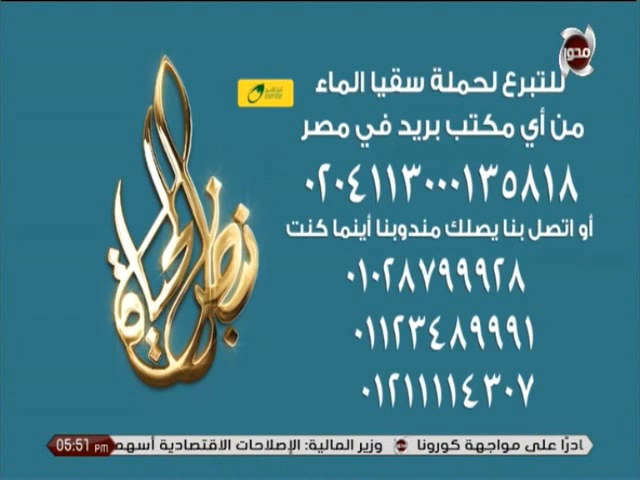 محور
للتبرع لحملة سقيا الماء
من أي مكتب بريد في مصر
٠٢٠٤١١٣٠٠٠١٣٥٨١٨
أو اتصل بنا يصلك مندوبنا أينما كنت
٠١٠٢٨٧٩٩٩٢٨
٠١١٢٣٤٨٩٩٩١
٠١٢١١١١٤٣٠٧
نبض الحياة
ادرًا على مواجهة كورونا
وزير المالية: الإصلاحات الاقتصادية أسهم
05:51 pm